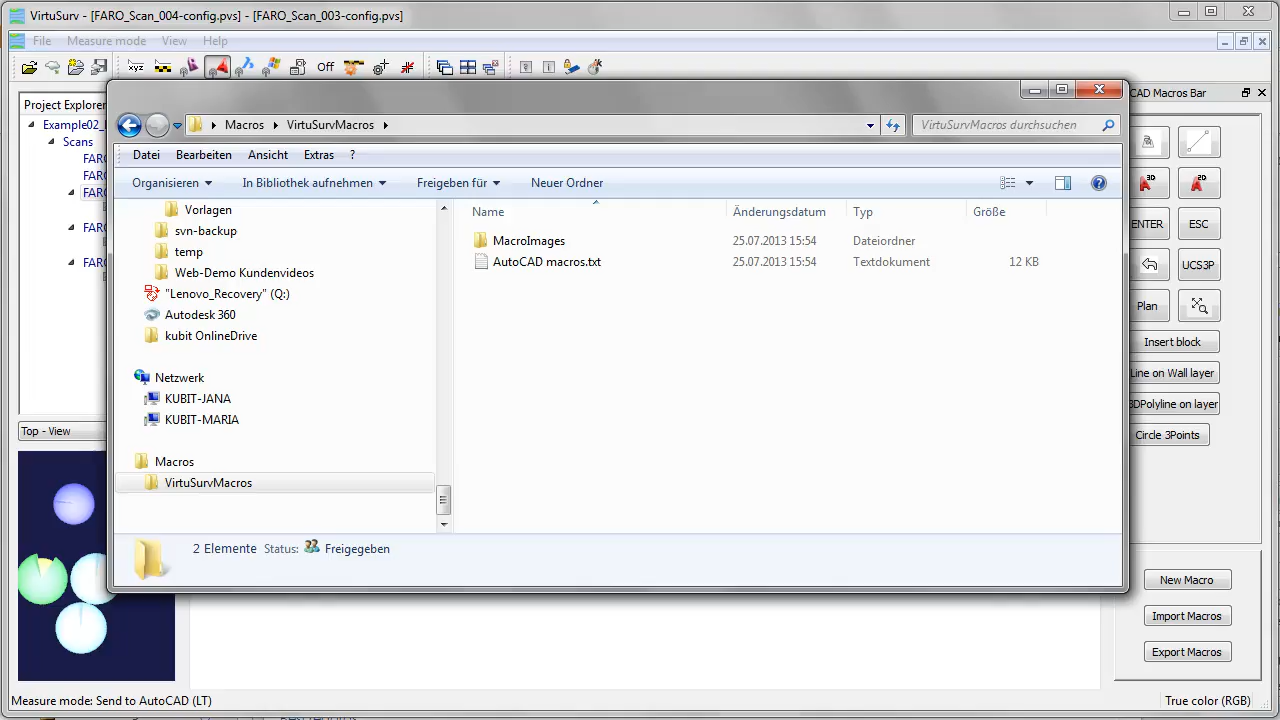 VirtuSurv - [FARO_Scan_004-config.pvs] - [FARO_Scan_003-config.pvs]
File Measure mode View Help
xyz Off
Project Explorer
CAD Macros Bar
Example02_
Scans
FARO
FARO
FARO
FARO
FARO
Macros VirtuSurvMacros
VirtuSurvMacros durchsuchen
Datei Bearbeiten Ansicht Extras ?
Organisieren In Bibliothek aufnehmen Freigeben für Neuer Ordner
Vorlagen
svn-backup
temp
Web-Demo Kundenvideos
"Lenovo_Recovery" (Q:)
Autodesk 360
kubit OnlineDrive
Netzwerk
KUBIT-JANA
KUBIT-MARIA
Macros
VirtuSurvMacros
Name Änderungsdatum Typ Größe
MacroImages 25.07.2013 15:54 Dateiordner
AutoCAD macros.txt 25.07.2013 15:54 Textdokument 12 KB
2 Elemente Status: Freigegeben
3D 2D
ENTER ESC
UCS3P
Plan
Insert block
Line on Wall layer
3DPolyline on layer
Circle 3Points
New Macro
Import Macros
Export Macros
Top - View
Measure mode: Send to AutoCAD (LT)
True color (RGB)